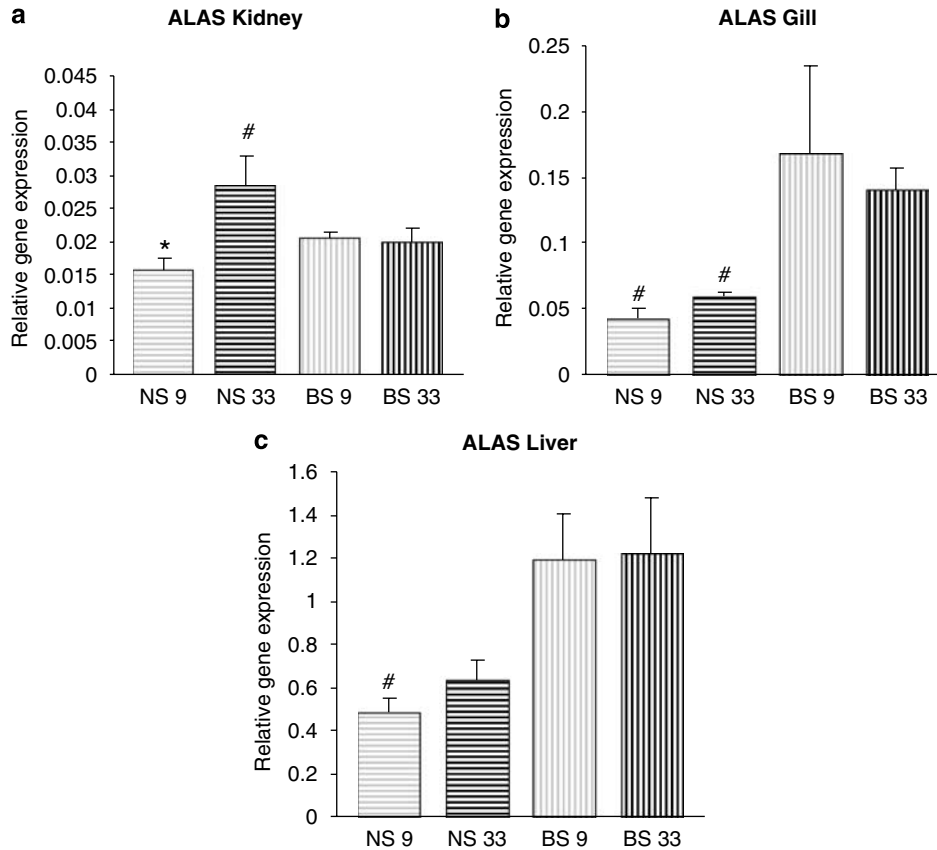 a
ALAS Kidney
Relative gene expression
0.045
0.04
0.035
0.03
0.025
0.02
0.015
0.01
0.005
0
*
#
NS 9 NS 33 BS 9 BS 33
b
ALAS Gill
Relative gene expression
0.25
0.2
0.15
0.1
0.05
0
#
#
NS 9 NS 33 BS 9 BS 33
c
ALAS Liver
Relative gene expression
1.6
1.4
1.2
1
0.8
0.6
0.4
0.2
0
#
NS 9 NS 33 BS 9 BS 33